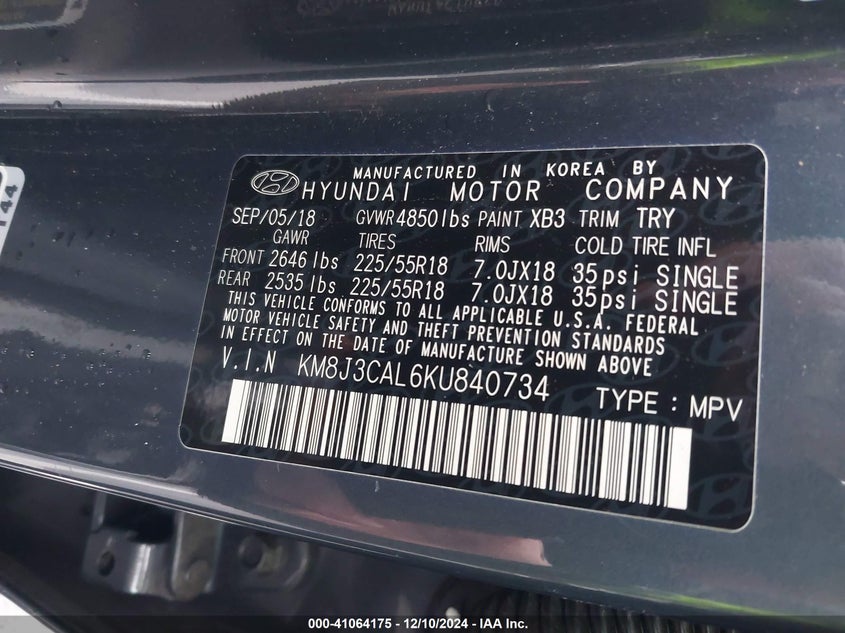 144
MANUFACTURED IN KOREA BY
HYUNDAI MOTOR COMPANY
SEP/05/18 GVWR 4850lbs PAINT XB3 TRIM TRY
GAWR TIRES RIMS COLD TIRE INFL
FRONT 2646 lbs 225/55R18 7.0JX18 35psi SINGLE
REAR 2535 lbs 225/55R18 7.0JX18 35psi SINGLE
THIS VEHICLE CONFORMS TO ALL APPLICABLE U.S.A. FEDERAL
MOTOR VEHICLE SAFETY AND THEFT PREVENTION STANDARDS
IN EFFECT ON THE DATE OF MANUFACTURE SHOWN ABOVE
V.I.N KM8J3CAL6KU840734 TYPE : MPV
000-41064175 - 12/10/2024 - IAA Inc.